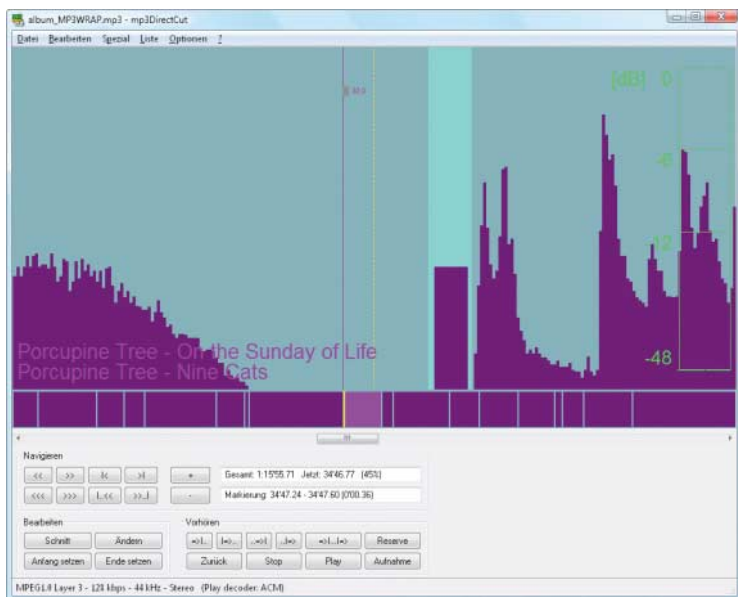 album_MP3WRAP.mp3 - mp3DirectCut
Datei Bearbeiten Spezial Liste Optionen ?
[dB] 0
-6
-12
-48
Porcupine Tree - On the Sunday of Life
Porcupine Tree - Nine Cats
Navigieren
<< >> |< >| + Gesamt: 1:15'55.71 Jetzt: 34'46.77 (45%)
<<< >>> |..<< >>..| - Markierung: 34'47.24 - 34'47.60 (0'00.36)
Bearbeiten Vorhören
Schnitt Ändern =>|.. |=>.. ..=>| ..|=> =>|...|=> Reserve
Anfang setzen Ende setzen Zurück Stop Play Aufnahme
MPEG1.0 Layer 3 - 128 kbps - 44 kHz - Stereo (Play decoder: ACM)